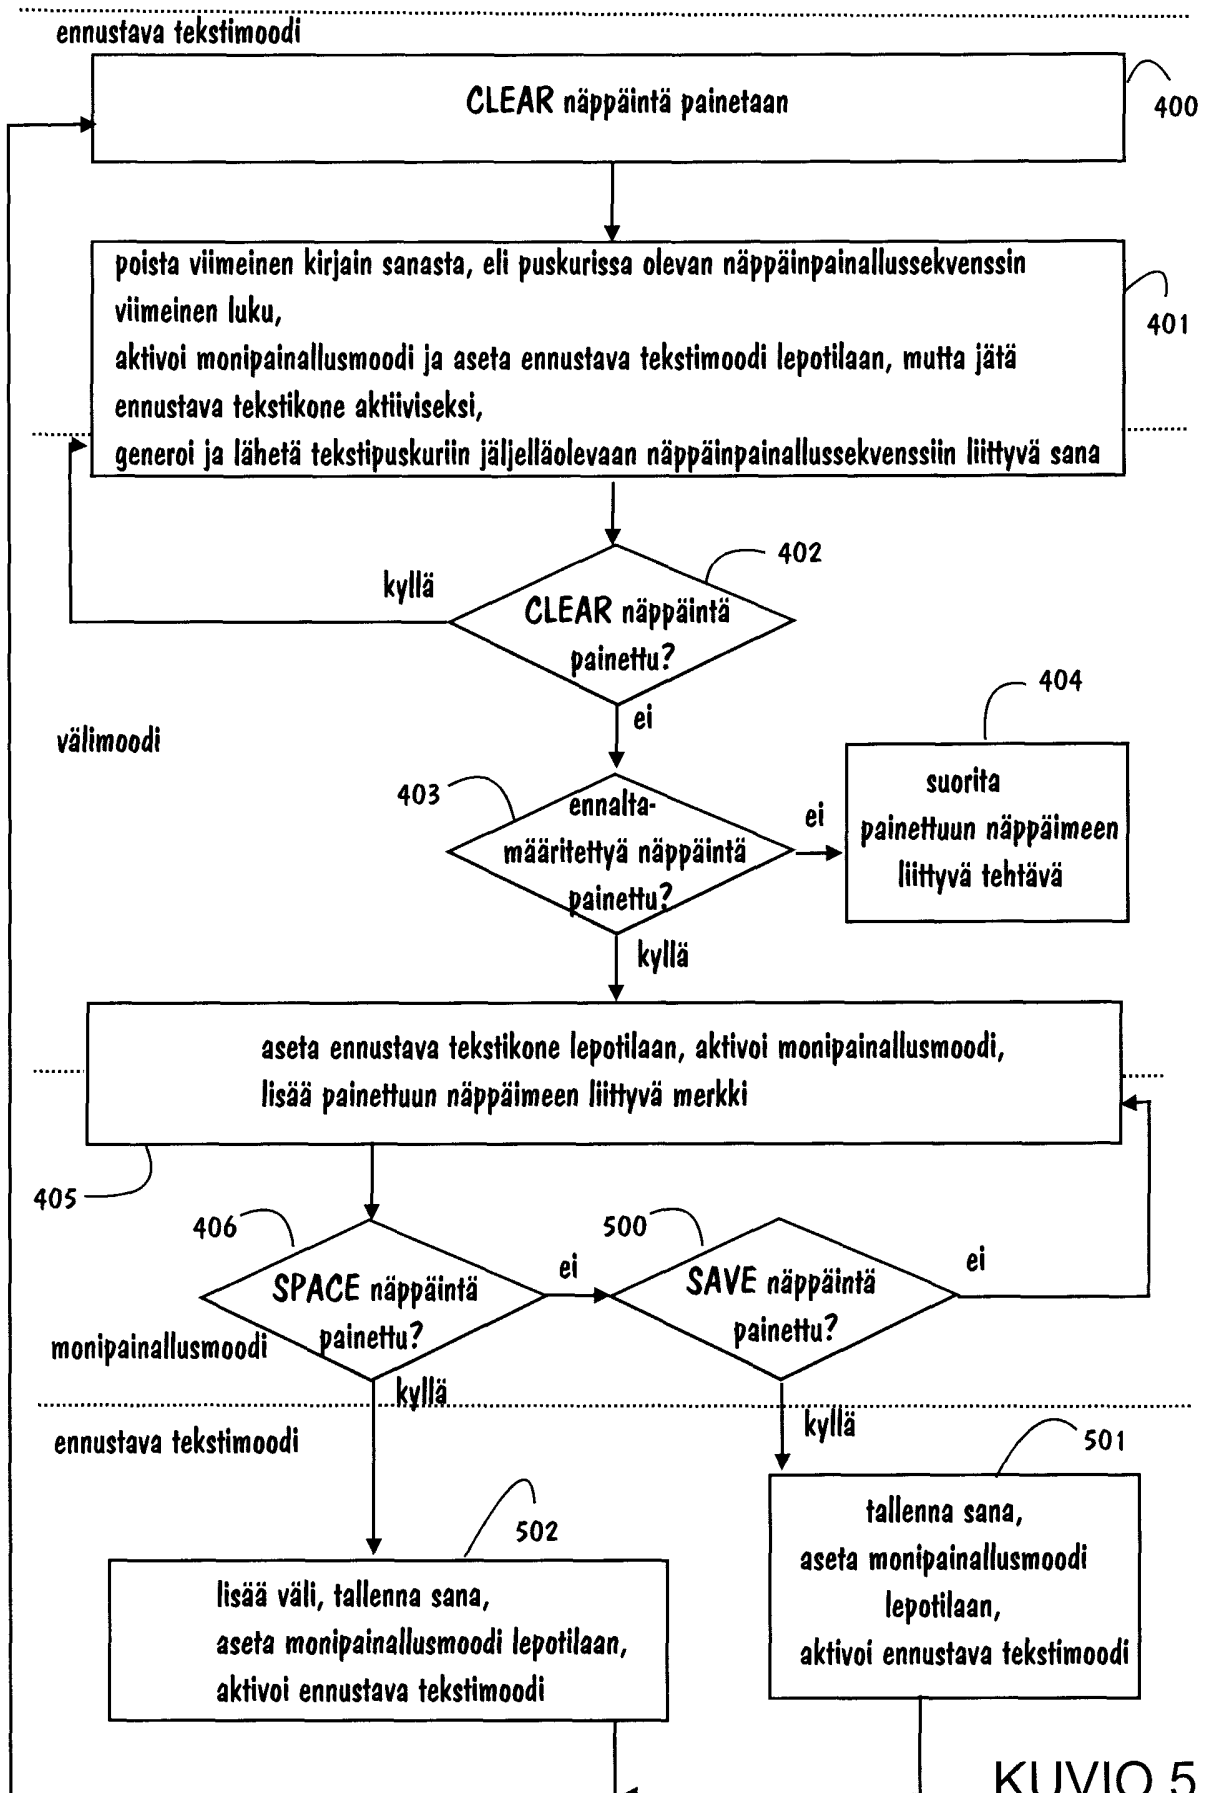 ennustava tekstimoodi
CLEAR näppäintä painetaan
400
poista viimeinen kirjain sanasta, eli puskurissa olevan näppäinpainallussekvenssin
viimeinen luku,
401
aktivoi monipainallusmoodi ja aseta ennustava tekstimoodi lepotilaan, mutta jätä
ennustava tekstikone aktiiviseksi,
generoi ja lähetä tekstipuskuriin jäljelläolevaan näppäinpainallussekvenssiin liittyvä sana
402
kyllä
CLEAR näppäintä
painettu?
ei
välimoodi
404
403
ennalta-
määritettyä näppäintä
painettu?
ei
suorita
painettuun näppäimeen
liittyvä tehtävä
kyllä
aseta ennustava tekstikone lepotilaan, aktivoi monipainallusmoodi,
lisää painettuun näppäimeen liittyvä merkki
405
406
SPACE näppäintä
painettu?
ei
500
SAVE näppäintä
painettu?
ei
monipainallusmoodi
kyllä
kyllä
ennustava tekstimoodi
501
502
tallenna sana,
aseta monipainallusmoodi
lepotilaan,
aktivoi ennustava tekstimoodi
lisää väli, tallenna sana,
aseta monipainallusmoodi lepotilaan,
aktivoi ennustava tekstimoodi
KUVIO 5